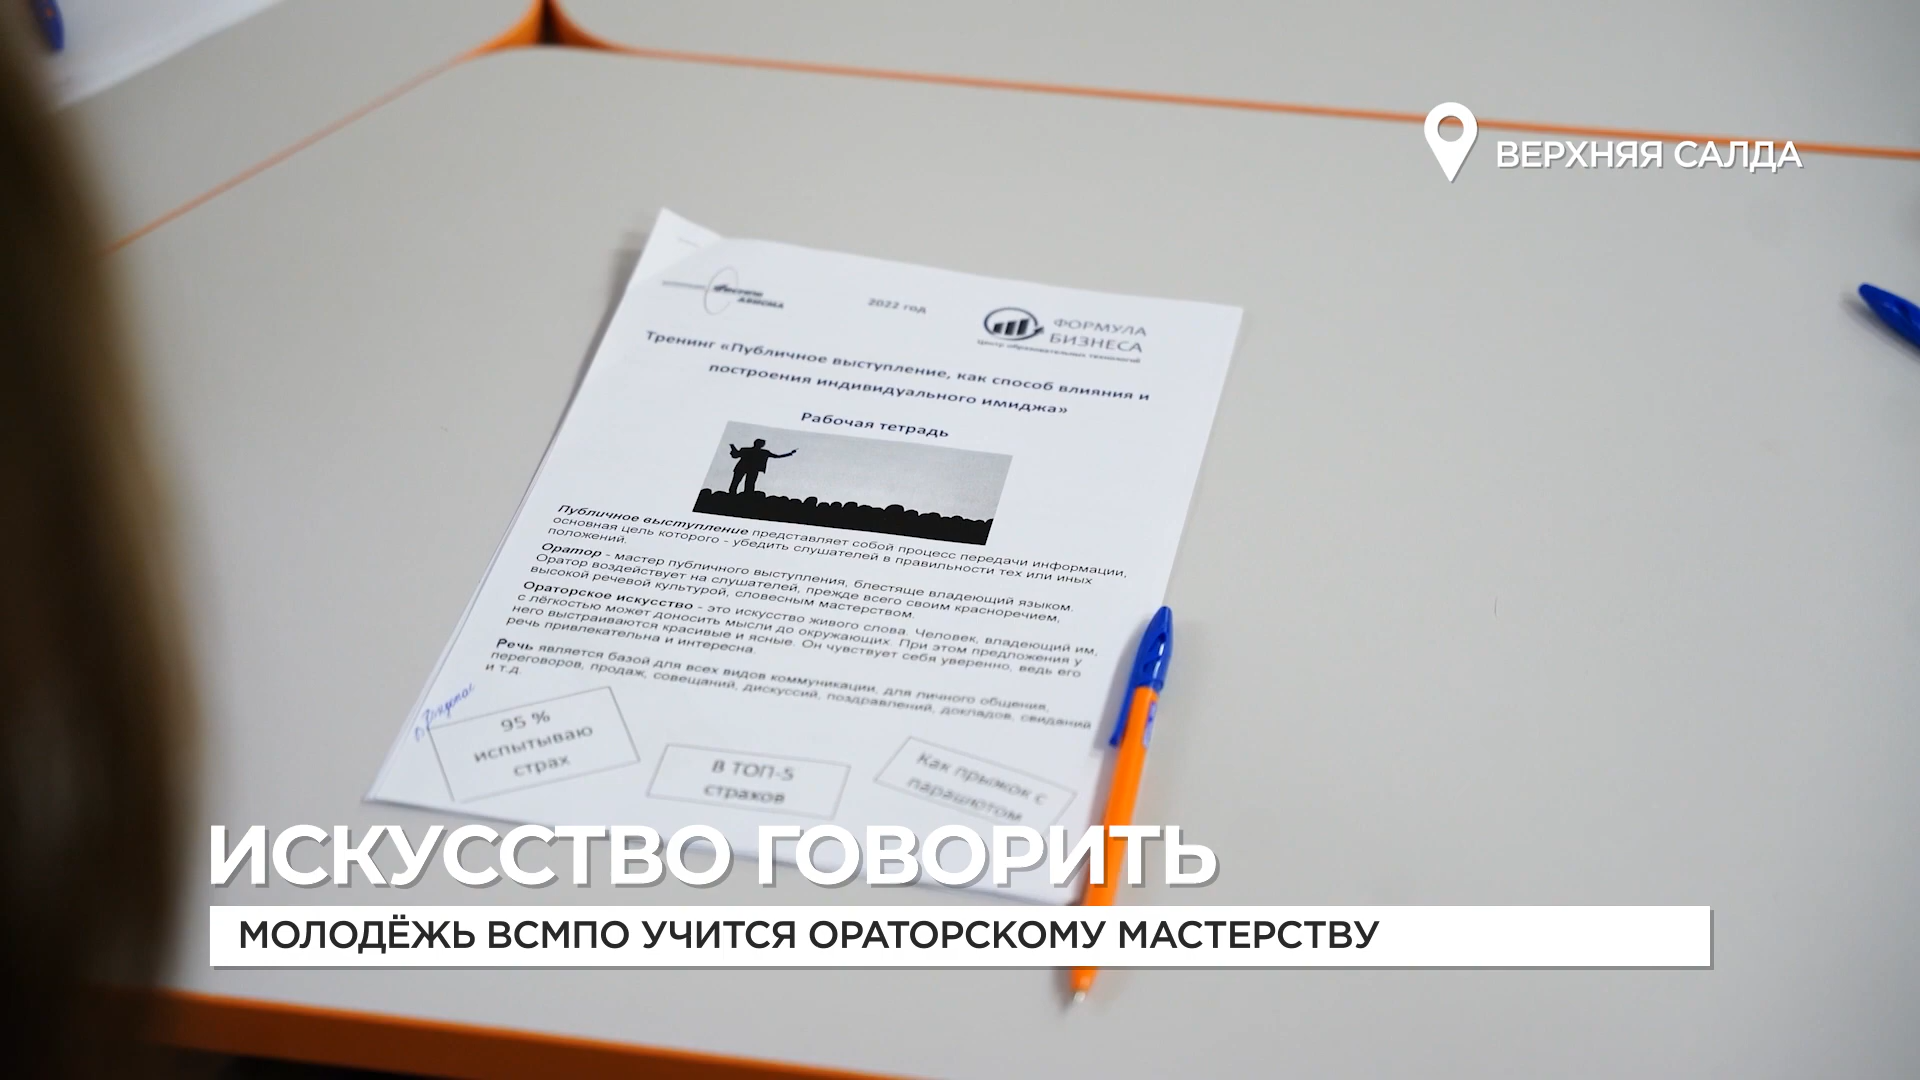 ВЕРХНЯЯ САЛДА
АВИСМА
2022 год
ФОРМУЛА
БИЗНЕСА
Центр образовательных технологий
Тренинг «Публичное выступление, как способ влияния и
построения индивидуального имиджа»
Рабочая тетрадь
Публичное выступление представляет собой процесс передачи информации,
основная цель которого - убедить слушателей в правильности тех или иных
положений.
Оратор - мастер публичного выступления, блестяще владеющий языком.
Оратор воздействует на слушателей, прежде всего своим красноречием,
высокой речевой культурой, словесным мастерством.
Ораторское искусство - это искусство живого слова. Человек, владеющий им,
с лёгкостью может доносить мысли до окружающих. При этом предложения у
него выстраиваются красивые и ясные. Он чувствует себя уверенно, ведь его
речь привлекательна и интересна.
Речь является базой для всех видов коммуникации, для личного общения,
переговоров, продаж, совещаний, дискуссий, поздравлений, докладов, свиданий
и т.д.
95 %
испытываю
страх
В ТОП-5
страхов
Как прыжок с
парашютом
ИСКУССТВО ГОВОРИТЬ
МОЛОДЁЖЬ ВСМПО УЧИТСЯ ОРАТОРСКОМУ МАСТЕРСТВУ